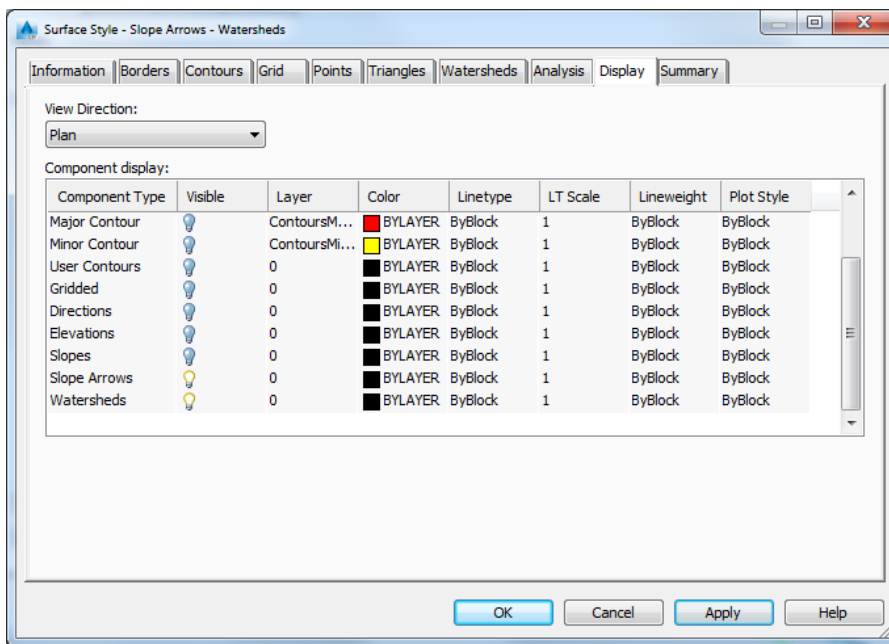 Surface Style - Slope Arrows - Watersheds
Information Borders Contours Grid Points Triangles Watersheds Analysis Display Summary
View Direction:
Plan
Component display:
Component Type Visible Layer Color Linetype LT Scale Lineweight Plot Style
Major Contour ContoursM... BYLAYER ByBlock 1 ByBlock ByBlock
Minor Contour ContoursMi... BYLAYER ByBlock 1 ByBlock ByBlock
User Contours 0 BYLAYER ByBlock 1 ByBlock ByBlock
Gridded 0 BYLAYER ByBlock 1 ByBlock ByBlock
Directions 0 BYLAYER ByBlock 1 ByBlock ByBlock
Elevations 0 BYLAYER ByBlock 1 ByBlock ByBlock
Slopes 0 BYLAYER ByBlock 1 ByBlock ByBlock
Slope Arrows 0 BYLAYER ByBlock 1 ByBlock ByBlock
Watersheds 0 BYLAYER ByBlock 1 ByBlock ByBlock
OK Cancel Apply Help